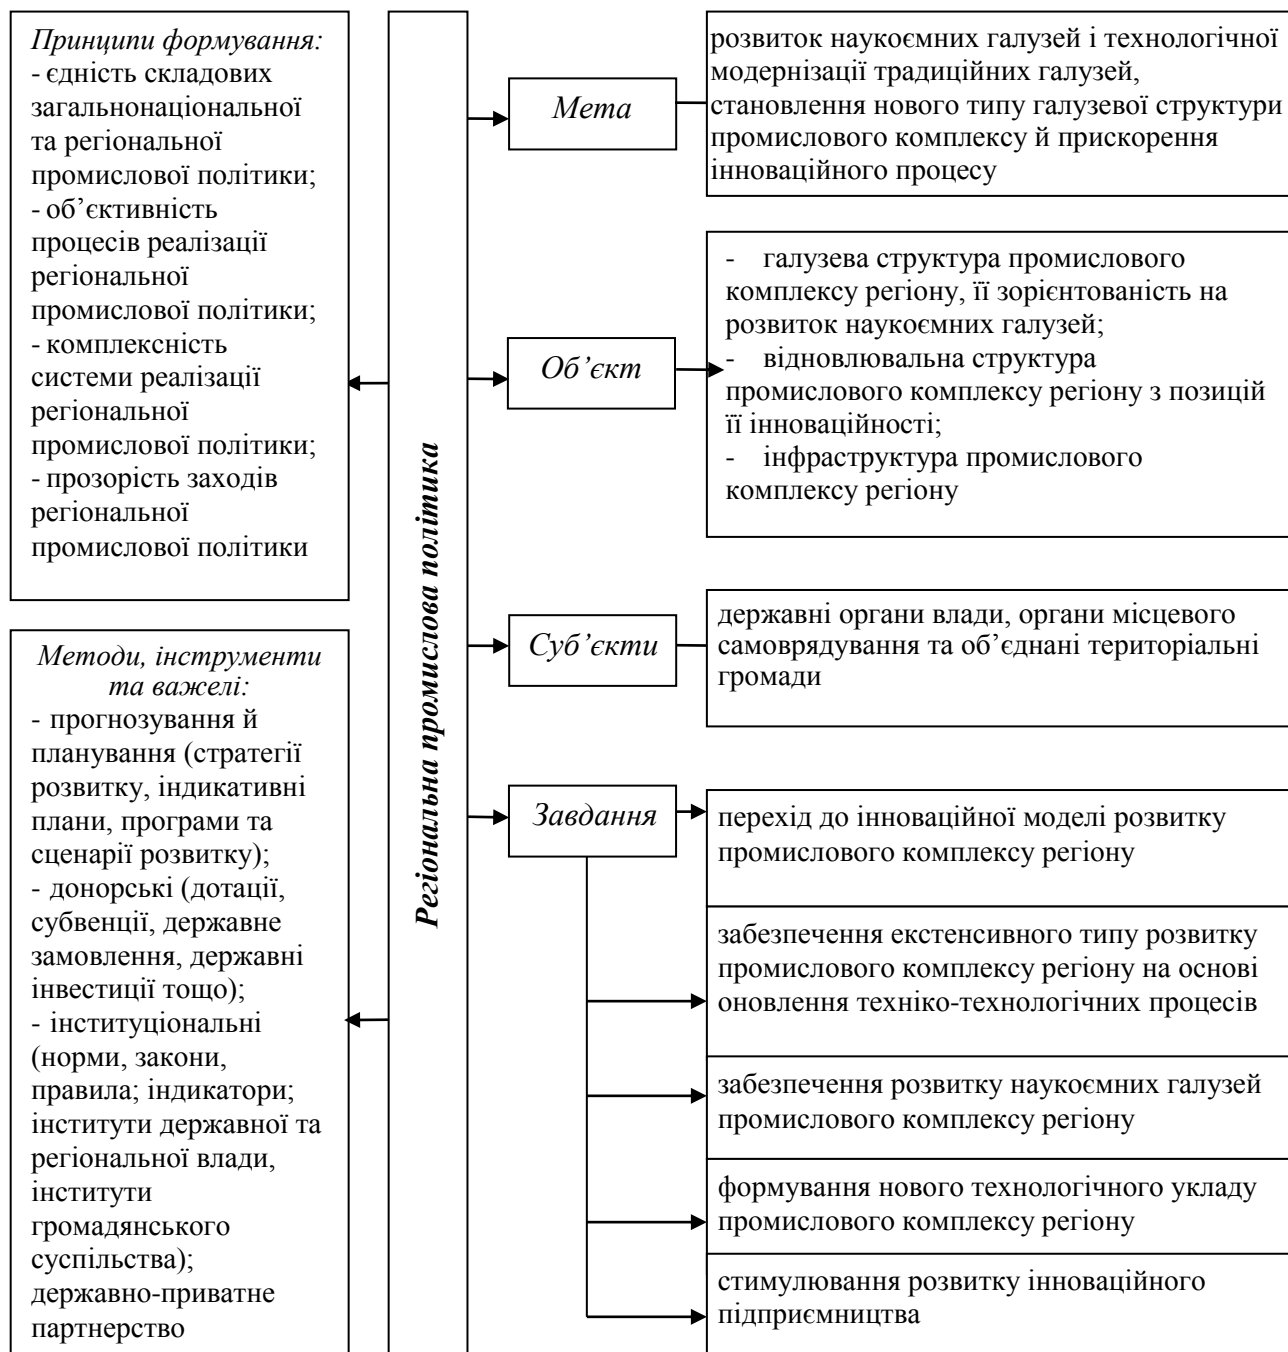 Принципи формування:
- єдність складових
загальнонаціональної
та регіональної
промислової політики;
- об’єктивність
процесів реалізації
регіональної
промислової політики;
- комплексність
системи реалізації
регіональної
промислової політики;
- прозорість заходів
регіональної
промислової політики
Методи, інструменти
та важелі:
- прогнозування й
планування (стратегії
розвитку, індикативні
плани, програми та
сценарії розвитку);
- донорські (дотації,
субвенції, державне
замовлення, державні
інвестиції тощо);
- інституціональні
(норми, закони,
правила; індикатори;
інститути державної та
регіональної влади,
інститути
громадянського
суспільства);
державно-приватне
партнерство
Регіональна промислова політика
Мета
розвиток наукоємних галузей і технологічної
модернізації традиційних галузей,
становлення нового типу галузевої структури
промислового комплексу й прискорення
інноваційного процесу
Об’єкт
- галузева структура промислового
комплексу регіону, її зорієнтованість на
розвиток наукоємних галузей;
- відновлювальна структура
промислового комплексу регіону з позицій
її інноваційності;
- інфраструктура промислового
комплексу регіону
Суб’єкти
державні органи влади, органи місцевого
самоврядування та об’єднані територіальні
громади
Завдання
перехід до інноваційної моделі розвитку
промислового комплексу регіону
забезпечення екстенсивного типу розвитку
промислового комплексу регіону на основі
оновлення техніко-технологічних процесів
забезпечення розвитку наукоємних галузей
промислового комплексу регіону
формування нового технологічного укладу
промислового комплексу регіону
стимулювання розвитку інноваційного
підприємництва